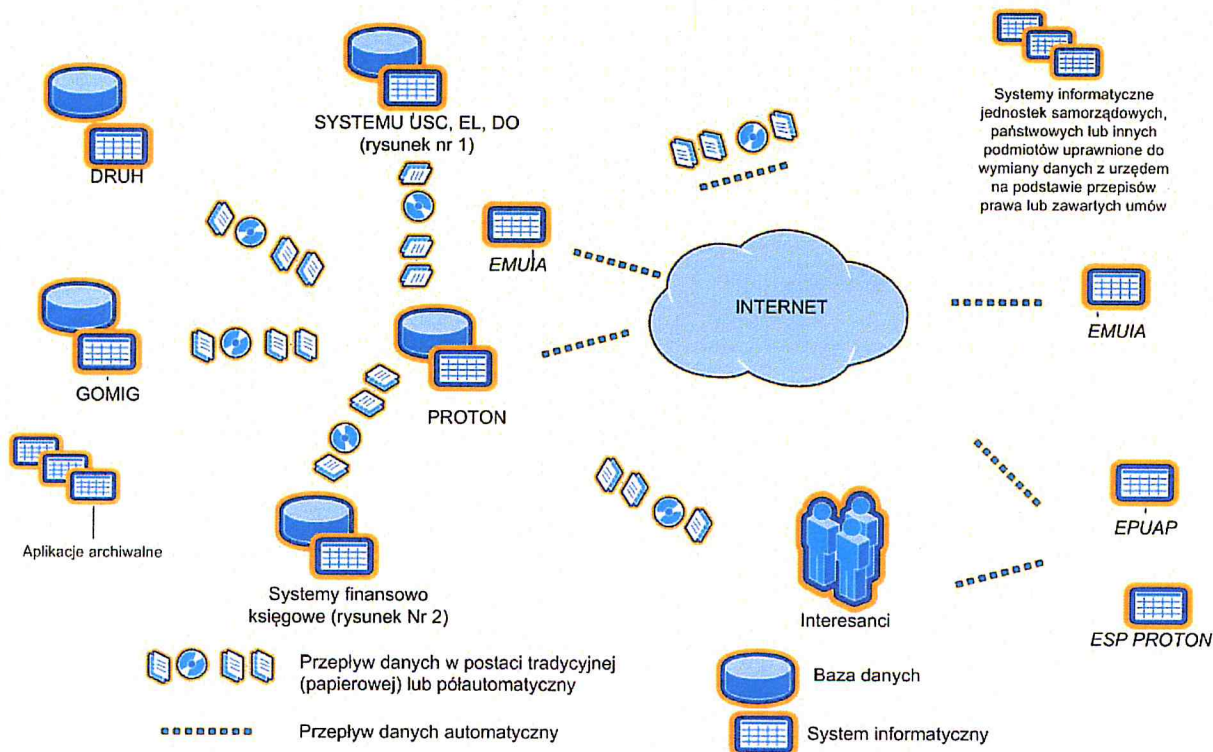 SYSTEMU USC, EL, DO
(rysunek nr 1)
DRUH
Systemy informatyczne
jednostek samorządowych,
państwowych lub innych
podmiotów uprawnione do
wymiany danych z urzędem
na podstawie przepisów
prawa lub zawartych umów
EMUIA
INTERNET
EMUIA
GOMIG
PROTON
Aplikacje archiwalne
EPUAP
Systemy finansowo
księgowe (rysunek Nr 2)
Interesanci
ESP PROTON
Przepływ danych w postaci tradycyjnej
(papierowej) lub półautomatyczny
Baza danych
Przepływ danych automatyczny
System informatyczny